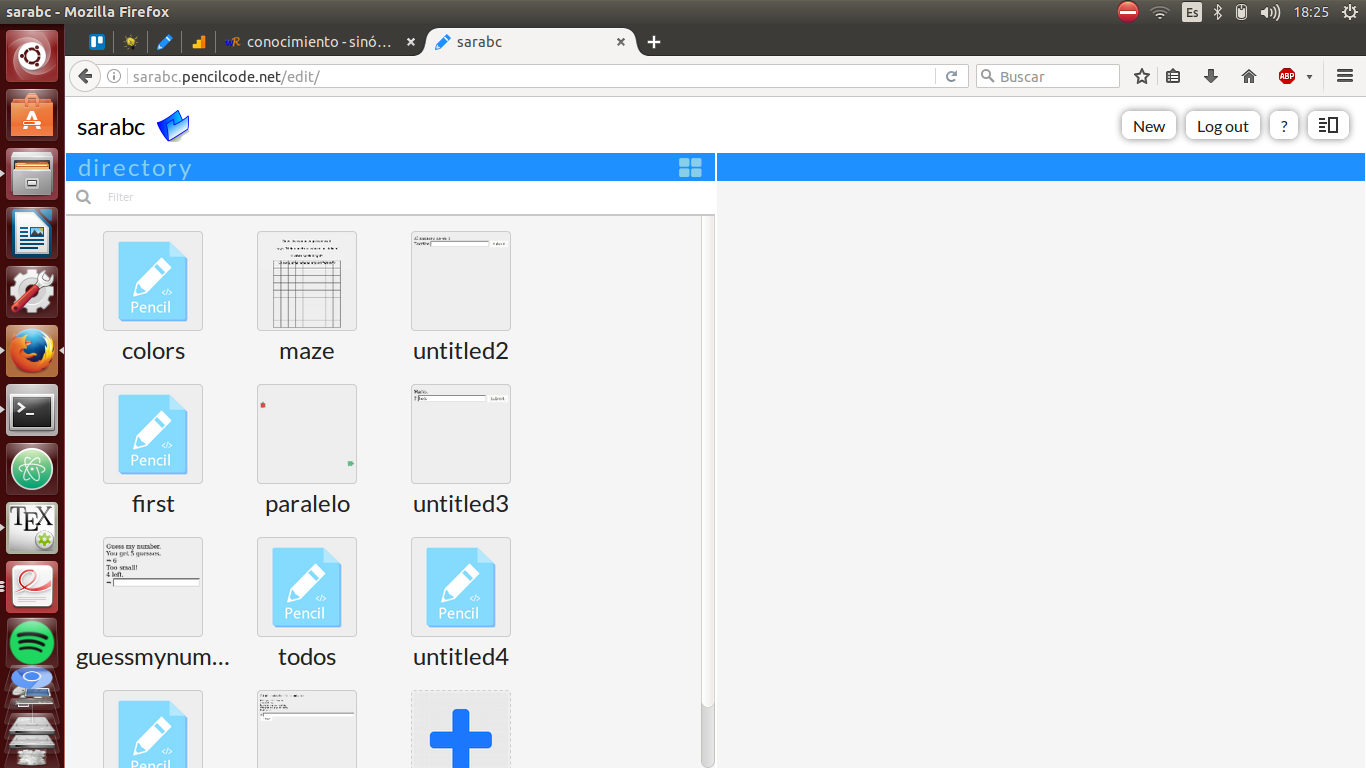 sarabc - Mozilla Firefox
Es
18:25
conocimiento - sinó...
sarabc
sarabc.pencilcode.net/edit/
Buscar
ABP
sarabc
New
Log out
?
directory
Filter
Pencil
colors
maze
untitled2
Pencil
first
paralelo
untitled3
Guess my number.
You get 5 guesses.
⇒ 6
Too small!
4 left.
⇒
guessmynum...
Pencil
todos
Pencil
untitled4
Pencil
TEX